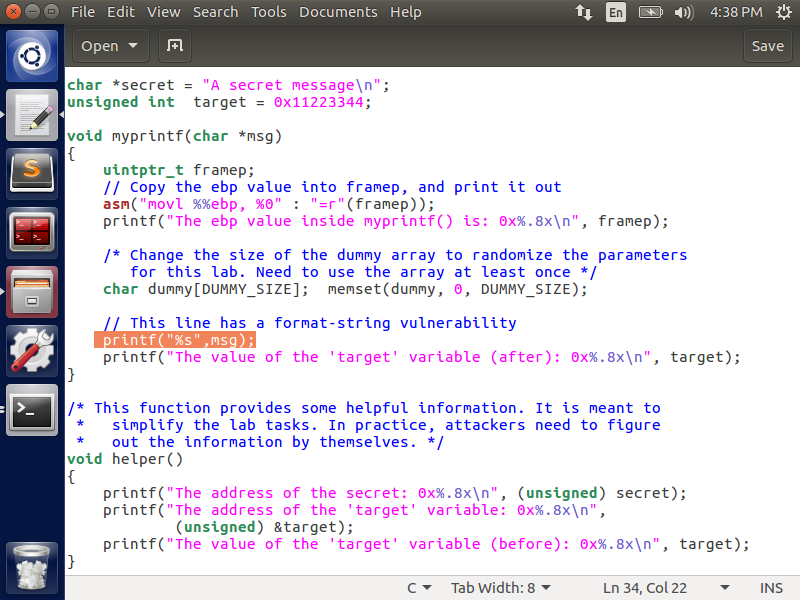 File Edit View Search Tools Documents Help En 4:38 PM
Open Save
char *secret = "A secret message\n";
unsigned int  target = 0x11223344;
void myprintf(char *msg)
{
    uintptr_t framep;
    // Copy the ebp value into framep, and print it out
    asm("movl %%ebp, %0" : "=r"(framep));
    printf("The ebp value inside myprintf() is: 0x%.8x\n", framep);
    /* Change the size of the dummy array to randomize the parameters
       for this lab. Need to use the array at least once */
    char dummy[DUMMY_SIZE];  memset(dummy, 0, DUMMY_SIZE);
    // This line has a format-string vulnerability
    printf("%s",msg);
    printf("The value of the 'target' variable (after): 0x%.8x\n", target);
}
/* This function provides some helpful information. It is meant to
 *   simplify the lab tasks. In practice, attackers need to figure
 *   out the information by themselves. */
void helper()
{
    printf("The address of the secret: 0x%.8x\n", (unsigned) secret);
    printf("The address of the 'target' variable: 0x%.8x\n",
            (unsigned) &target);
    printf("The value of the 'target' variable (before): 0x%.8x\n", target);
}
C Tab Width: 8 Ln 34, Col 22 INS